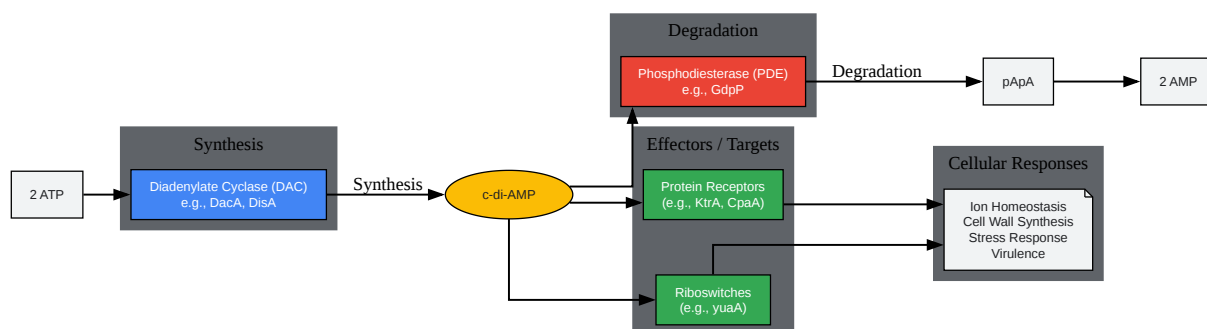 Degradation
Phosphodiesterase (PDE)
e.g., GdpP
Degradation
pApA
2 AMP
Synthesis
Diadenylate Cyclase (DAC)
e.g., DacA, DisA
2 ATP
Synthesis
c-di-AMP
Effectors / Targets
Protein Receptors
(e.g., KtrA, CpaA)
Riboswitches
(e.g., yuaA)
Cellular Responses
Ion Homeostasis
Cell Wall Synthesis
Stress Response
Virulence